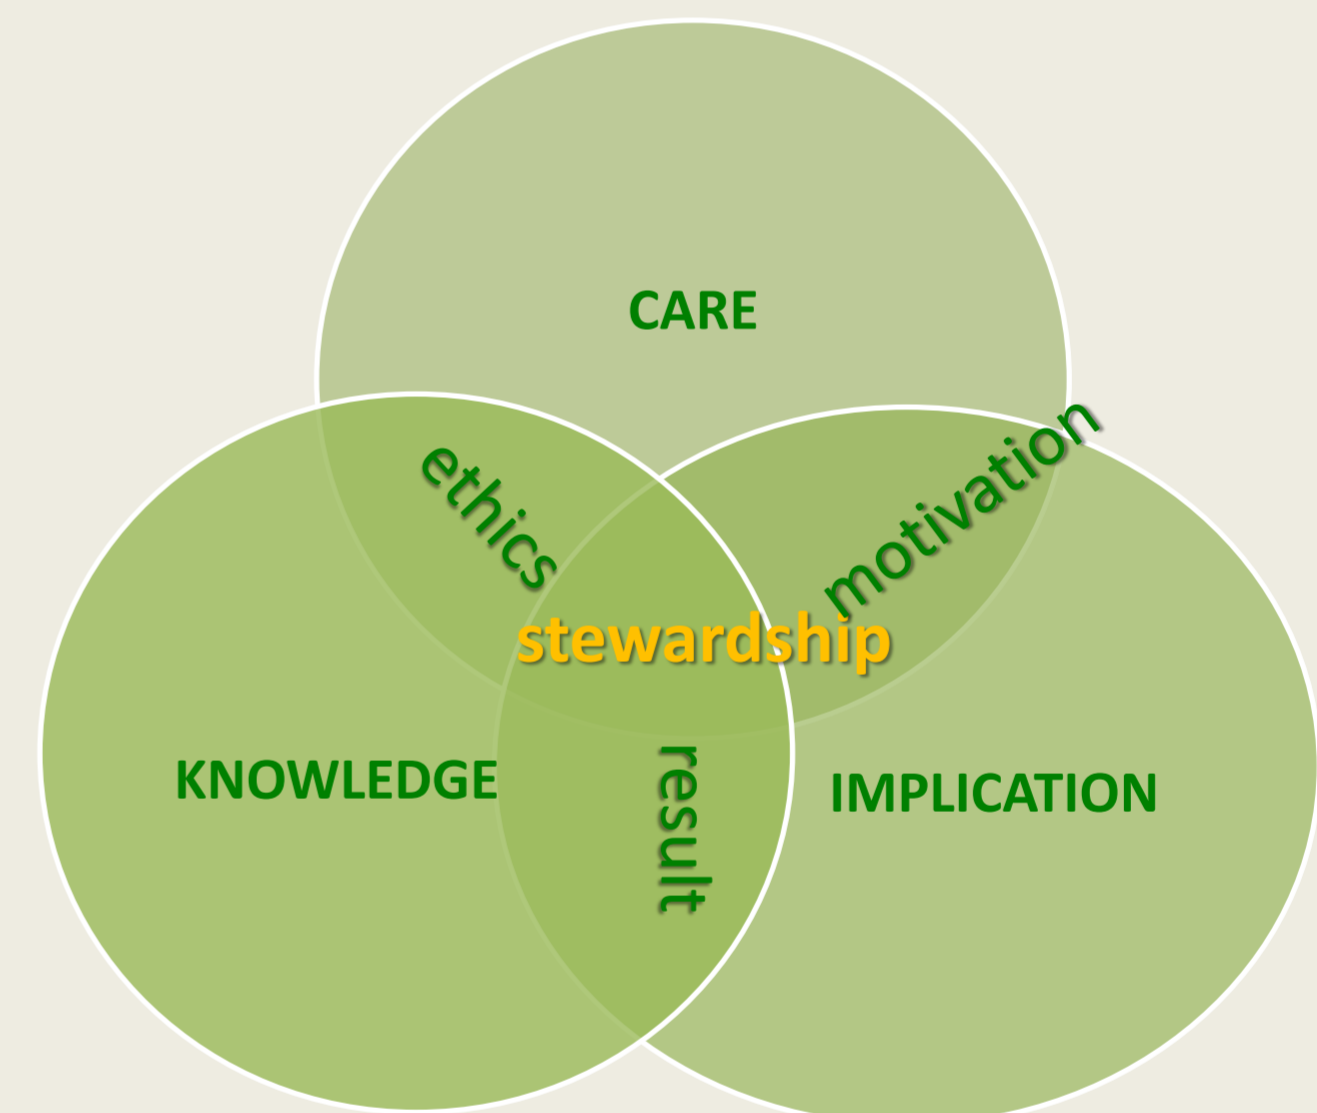 CARE
ethics
motivation
stewardship
KNOWLEDGE
result
IMPLICATION